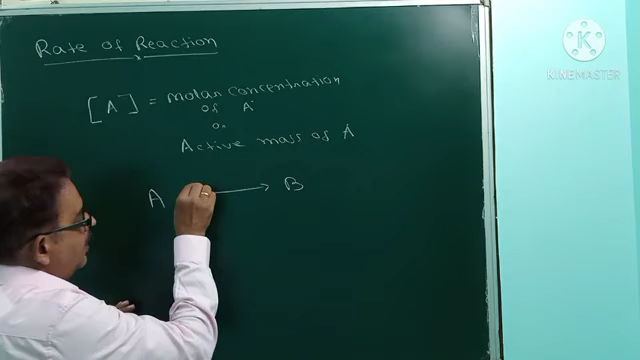 Rate of Reaction
[A] = Molar Concentration
of A
or
Active mass of A
A → B
K
KINEMASTER